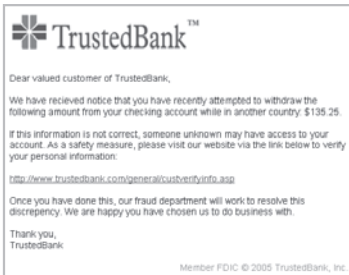 TrustedBank™
Dear valued customer of TrustedBank,
We have recieved notice that you have recently attempted to withdraw the
following amount from your checking account while in another country: $135.25.
If this information is not correct, someone unknown may have access to your
account. As a safety measure, please visit our website via the link below to verify
your personal information:
http://www.trustedbank.com/general/custverifyinfo.asp
Once you have done this, our fraud department will work to resolve this
discrepency. We are happy you have chosen us to do business with.
Thank you,
TrustedBank
Member FDIC © 2005 TrustedBank, Inc.